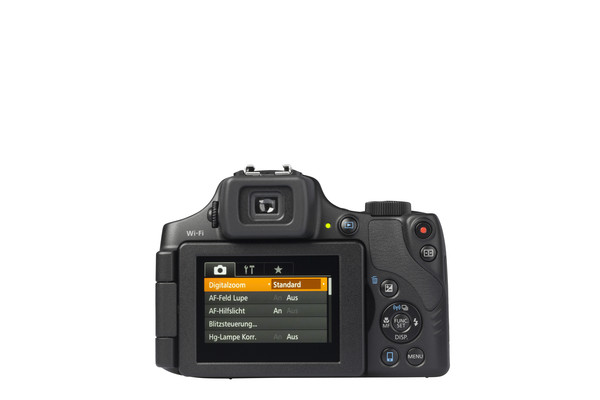 Wi-Fi
Digitalzoom Standard
AF-Feld Lupe An Aus
AF-Hilfslicht An Aus
Blitzsteuerung...
Hg-Lampe Korr. An Aus
MF
FUNC.
SET
DISP.
MENU